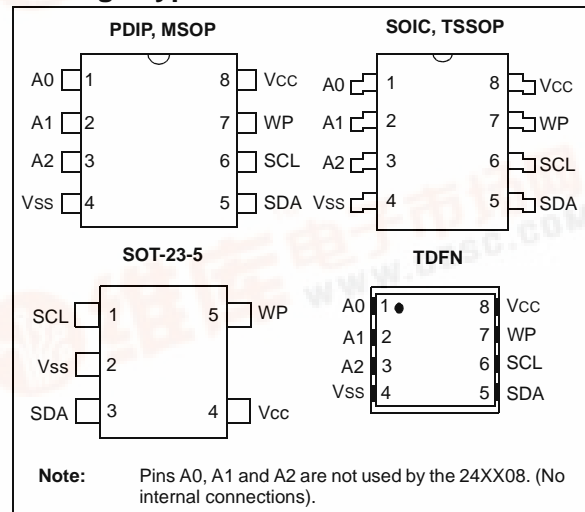 PDIP, MSOP
A0 1 8 VCC
A1 2 7 WP
A2 3 6 SCL
VSS 4 5 SDA
SOIC, TSSOP
A0 1 8 VCC
A1 2 7 WP
A2 3 6 SCL
VSS 4 5 SDA
SOT-23-5
SCL 1 5 WP
Vss 2
SDA 3 4 Vcc
TDFN
A0 1 8 VCC
A1 2 7 WP
A2 3 6 SCL
VSS 4 5 SDA
Note: Pins A0, A1 and A2 are not used by the 24XX08. (No
internal connections).